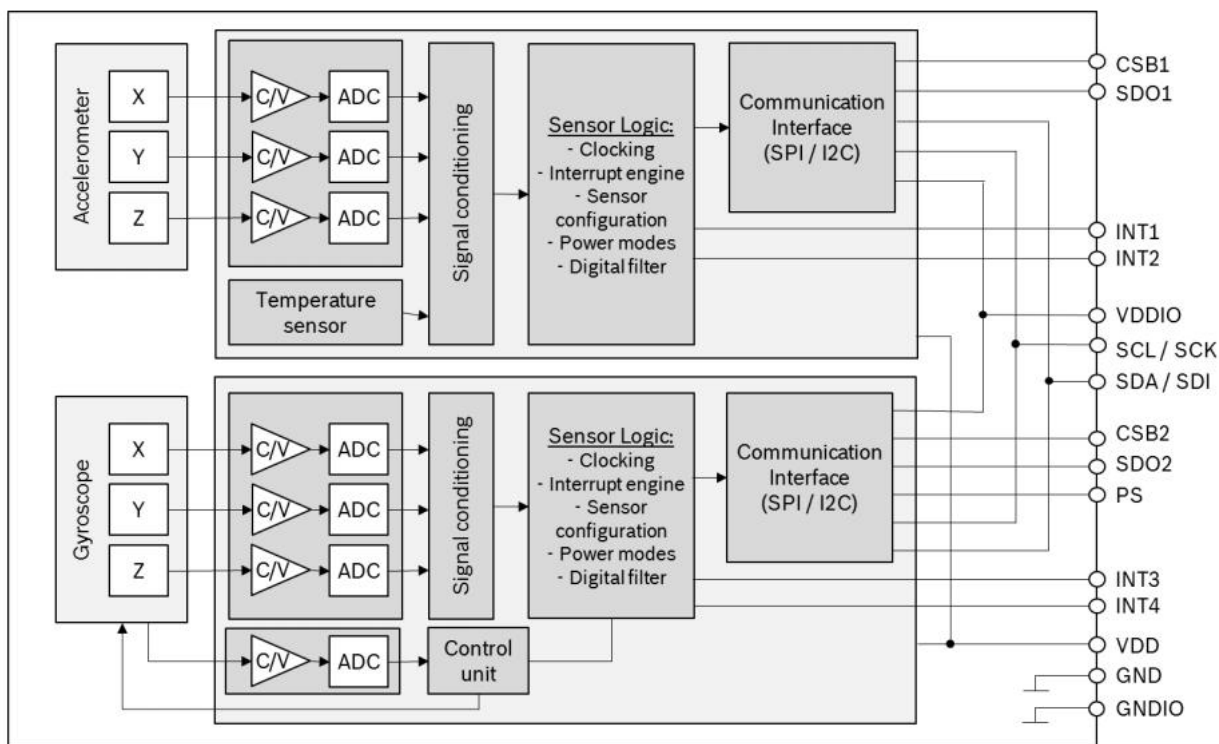 Accelerometer
X
Y
Z
C/V
ADC
C/V
ADC
C/V
ADC
Temperature
sensor
Signal conditioning
Sensor Logic:
- Clocking
- Interrupt engine
- Sensor
configuration
- Power modes
- Digital filter
Communication
Interface
(SPI / I2C)
CSB1
SDO1
INT1
INT2
VDDIO
SCL / SCK
SDA / SDI
Gyroscope
X
Y
Z
C/V
ADC
C/V
ADC
C/V
ADC
C/V
ADC
Signal conditioning
Control
unit
Sensor Logic:
- Clocking
- Interrupt engine
- Sensor
configuration
- Power modes
- Digital filter
Communication
Interface
(SPI / I2C)
CSB2
SDO2
PS
INT3
INT4
VDD
GND
GNDIO